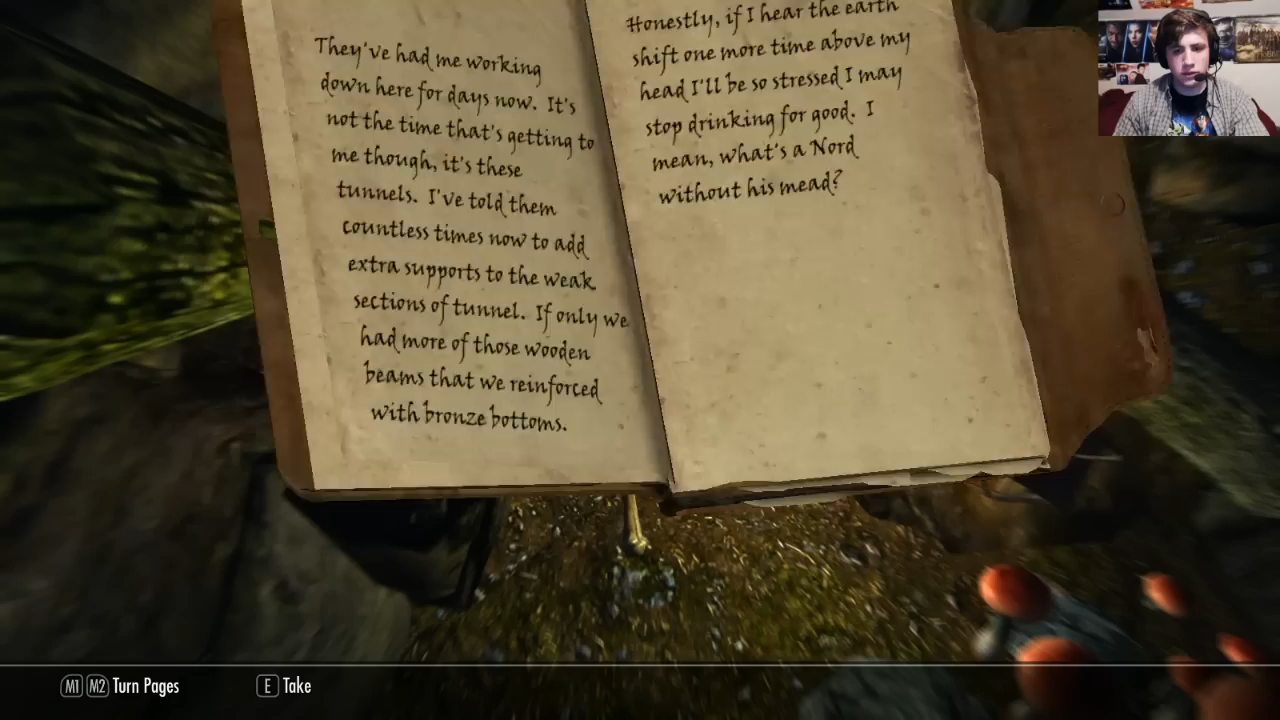 They've had me working
down here for days now. It's
not the time that's getting to
me though, it's these
tunnels. I've told them
countless times now to add
extra supports to the weak
sections of tunnel. If only we
had more of those wooden
beams that we reinforced
with bronze bottoms.
Honestly, if I hear the earth
shift one more time above my
head I'll be so stressed I may
stop drinking for good. I
mean, what's a Nord
without his mead?
M1 M2 Turn Pages
E Take